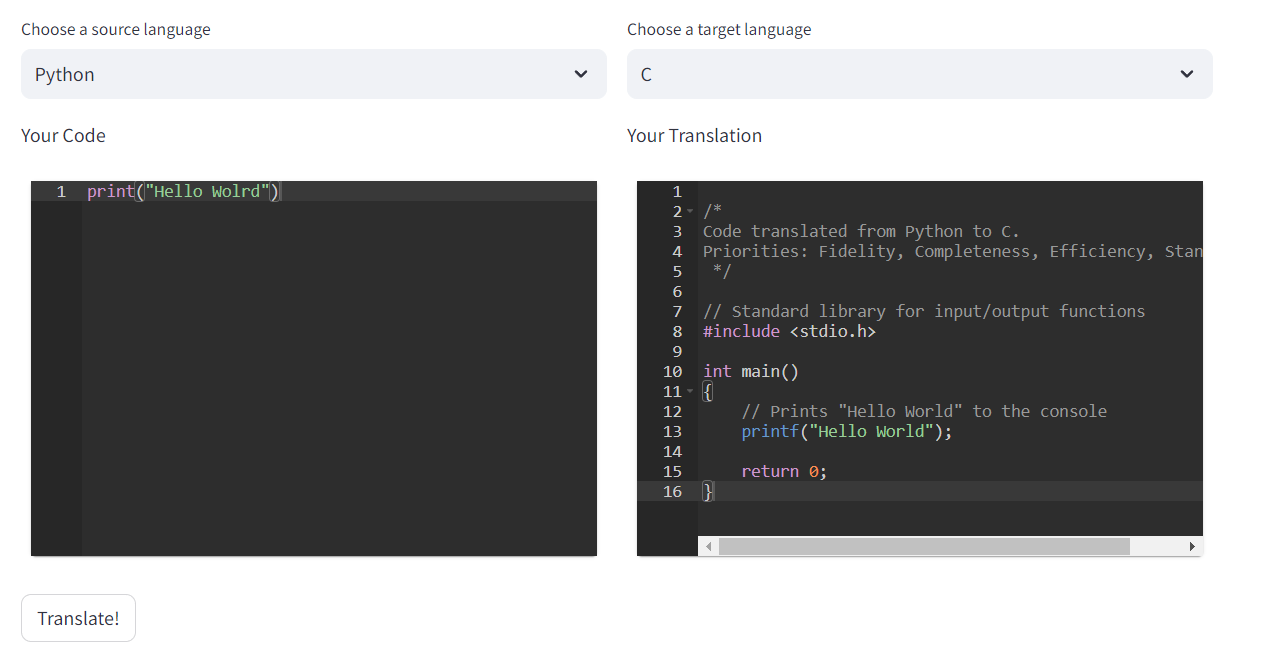 Choose a source language
Python
Choose a target language
C
Your Code
1 print("Hello Wolrd")
Your Translation
1
2 /*
3 Code translated from Python to C.
4 Priorities: Fidelity, Completeness, Efficiency, Stan
5 */
6
7 // Standard library for input/output functions
8 #include <stdio.h>
9
10 int main()
11 {
12 // Prints "Hello World" to the console
13 printf("Hello World");
14
15 return 0;
16 }
Translate!